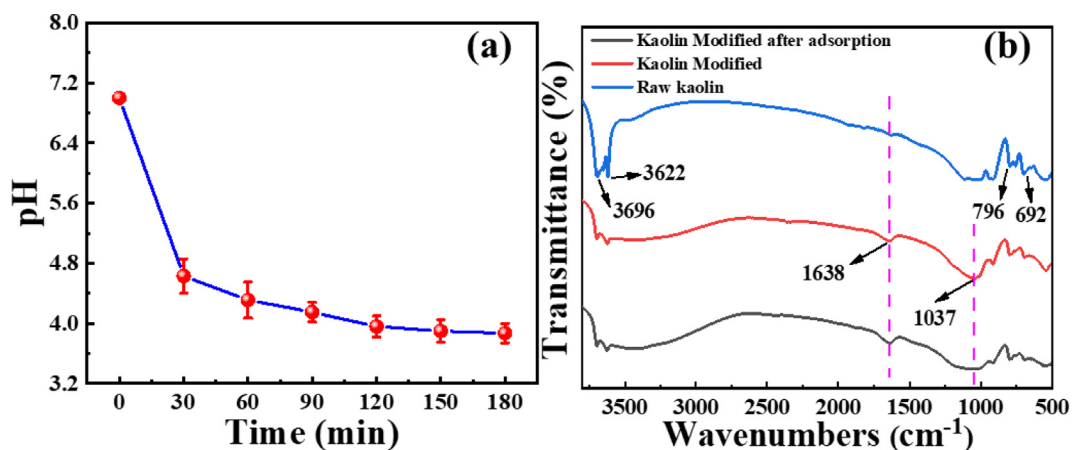 (a)
8.0
7.2
6.4
5.6
4.8
4.0
3.2
pH
0 30 60 90 120 150 180
Time (min)
(b)
Kaolin Modified after adsorption
Kaolin Modified
Raw kaolin
Transmittance (%)
3622
3696
796
692
1638
1037
3500 3000 2500 2000 1500 1000 500
Wavenumbers (cm⁻¹)